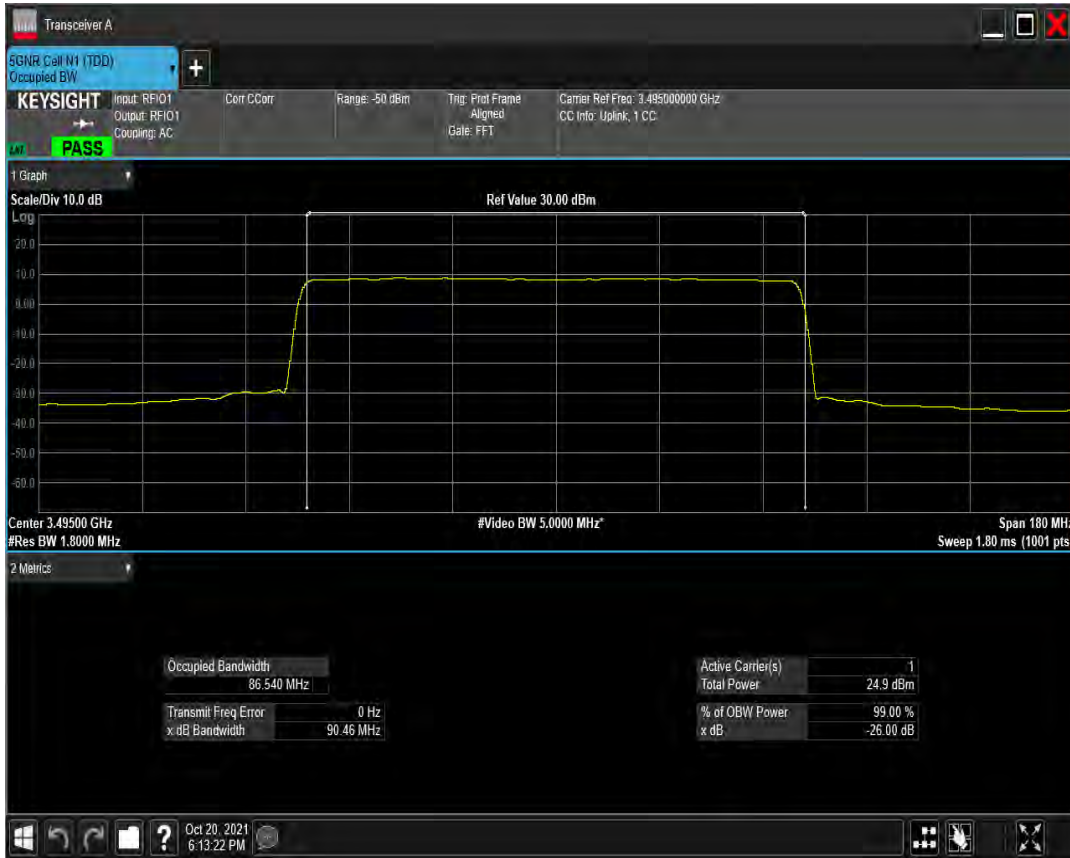 Transceiver A
5GNR Cell N1 (TDD)
Occupied BW
+
KEYSIGHT
Input: RFIO1
Output: RFIO1
Coupling: AC
Corr CCorr
Range: -50 dBm
Trig: Prot Frame
Aligned
Gate: FFT
Carrier Ref Freq: 3.495000000 GHz
CC Info: Uplink, 1 CC
PASS
1 Graph
Scale/Div 10.0 dB
Ref Value 30.00 dBm
Log
20.0
10.0
0.00
-10.0
-20.0
-30.0
-40.0
-50.0
-60.0
Center 3.49500 GHz
#Video BW 5.0000 MHz*
Span 180 MHz
#Res BW 1.8000 MHz
Sweep 1.80 ms (1001 pts
2 Metrics
Occupied Bandwidth
86.540 MHz
Transmit Freq Error 0 Hz
x dB Bandwidth 90.46 MHz
Active Carrier(s) 1
Total Power 24.9 dBm
% of OBW Power 99.00 %
x dB -26.00 dB
?
Oct 20, 2021
6:13:22 PM